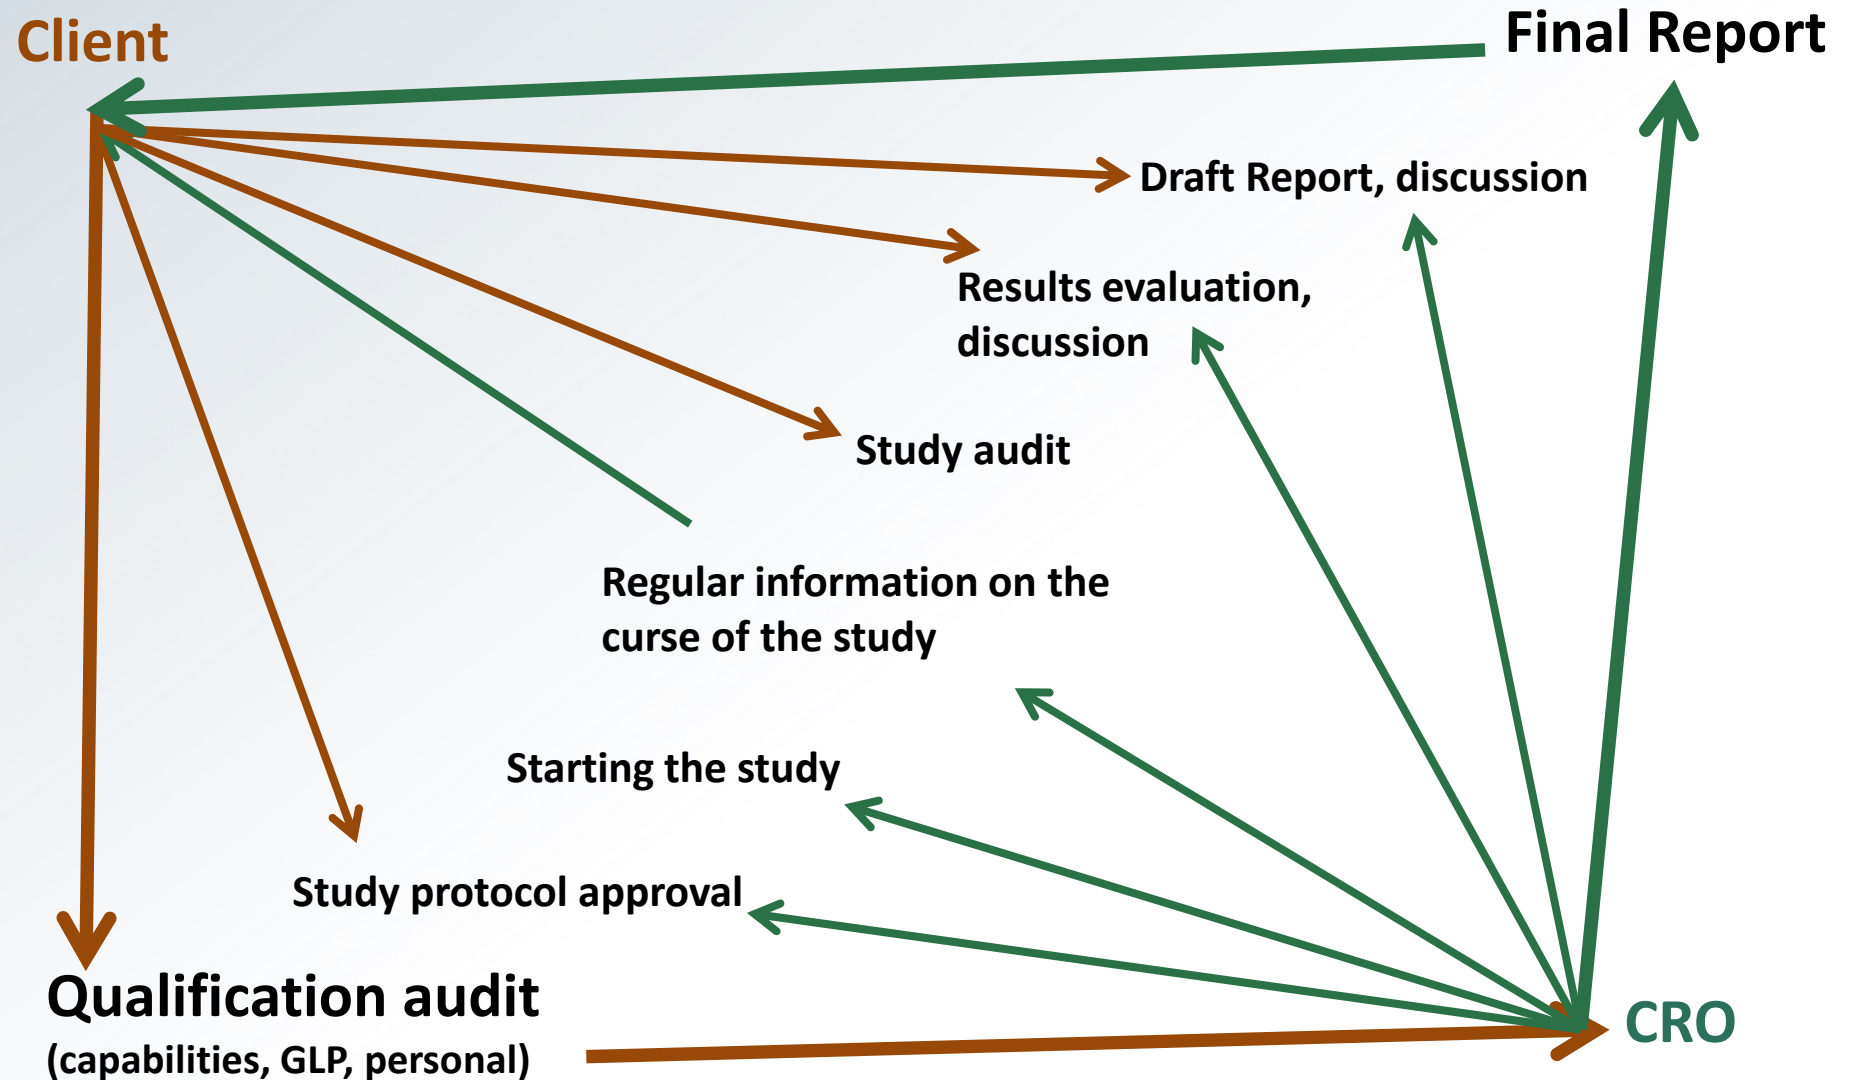 Client
Final Report
Draft Report, discussion
Results evaluation,
discussion
Study audit
Regular information on the
curse of the study
Starting the study
Study protocol approval
Qualification audit
(capabilities, GLP, personal)
CRO